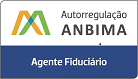 Autorregulação
ANBIMA
Agente Fiduciário